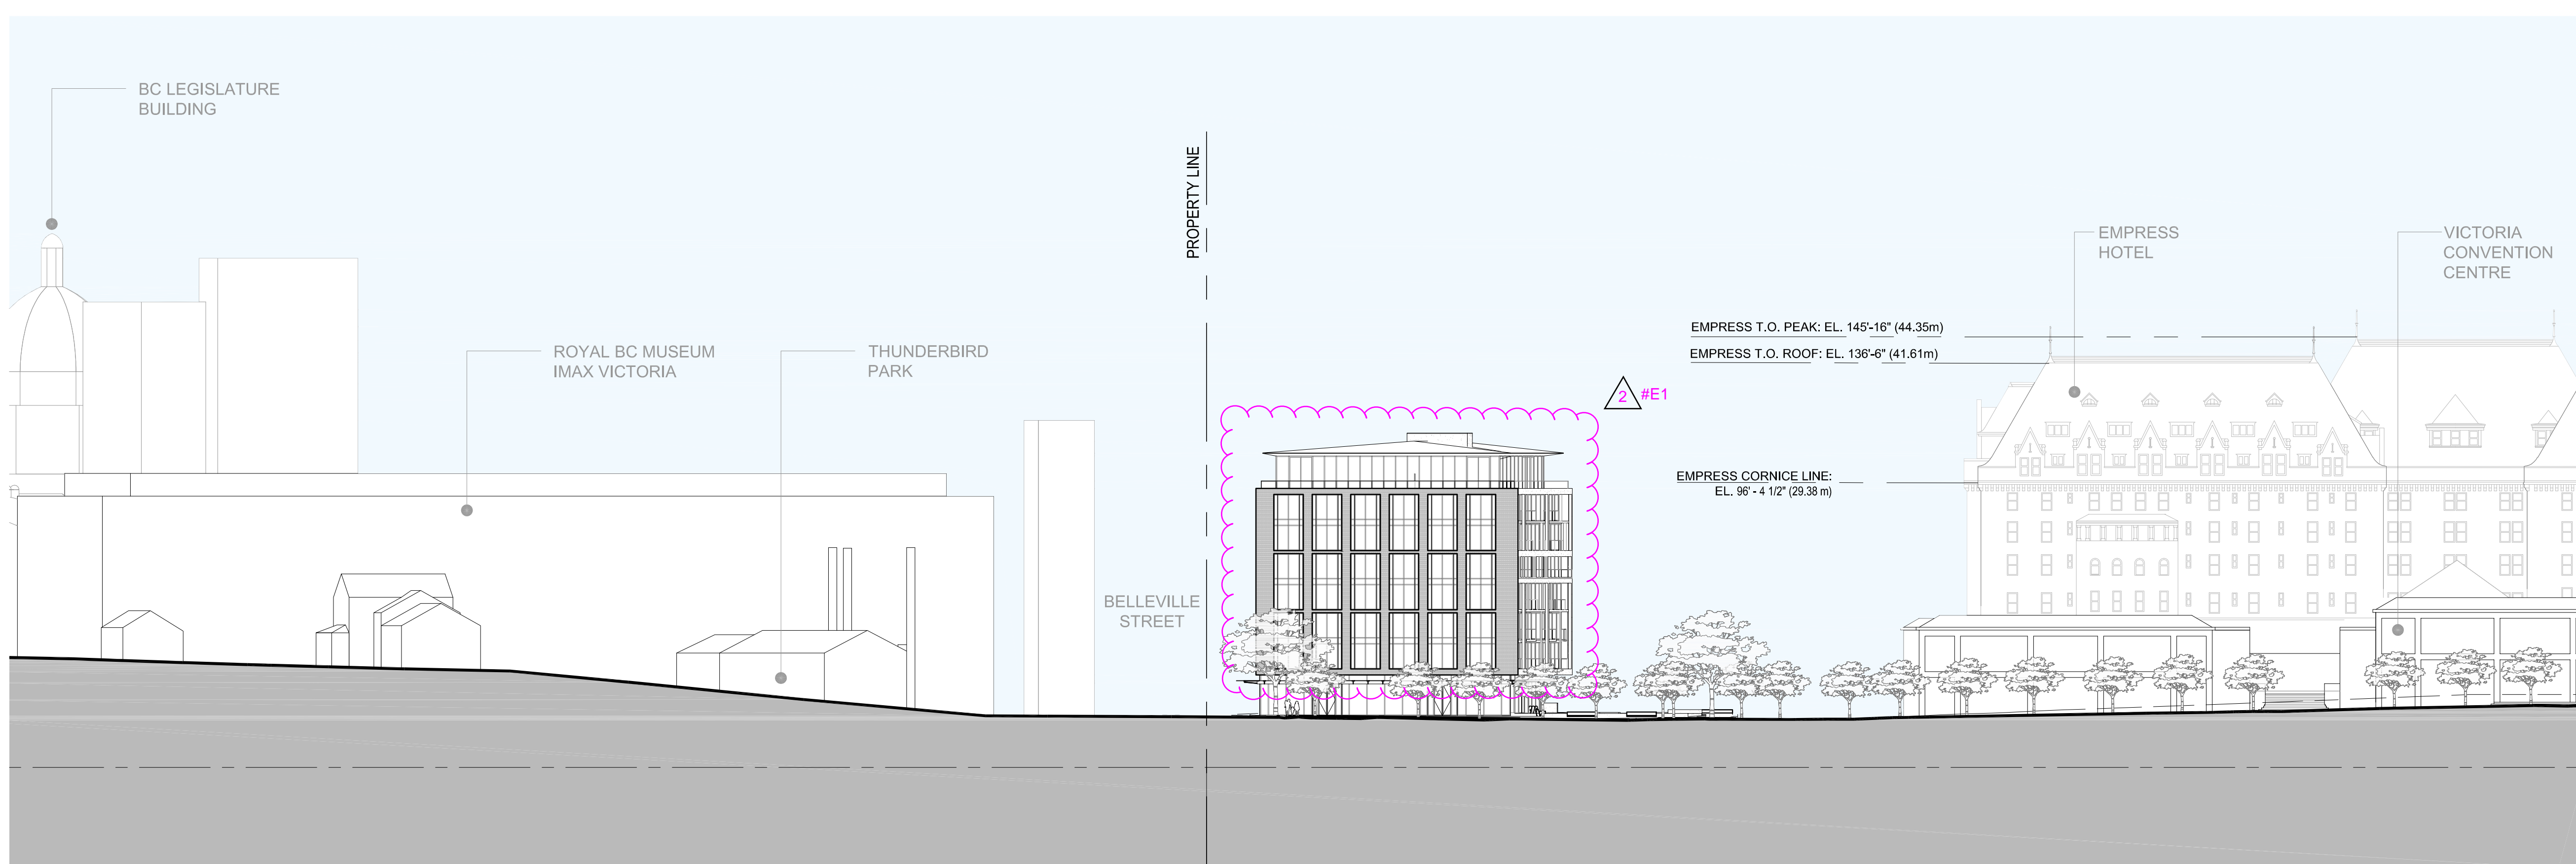 BC LEGISLATURE
BUILDING
PROPERTY LINE
EMPRESS
HOTEL
VICTORIA
CONVENTION
CENTRE
ROYAL BC MUSEUM
IMAX VICTORIA
THUNDERBIRD
PARK
EMPRESS T.O. PEAK: EL. 145'-16" (44.35m)
EMPRESS T.O. ROOF: EL. 136'-6" (41.61m)
2 #E1
EMPRESS CORNICE LINE:
EL. 96' - 4 1/2" (29.38 m)
BELLEVILLE
STREET